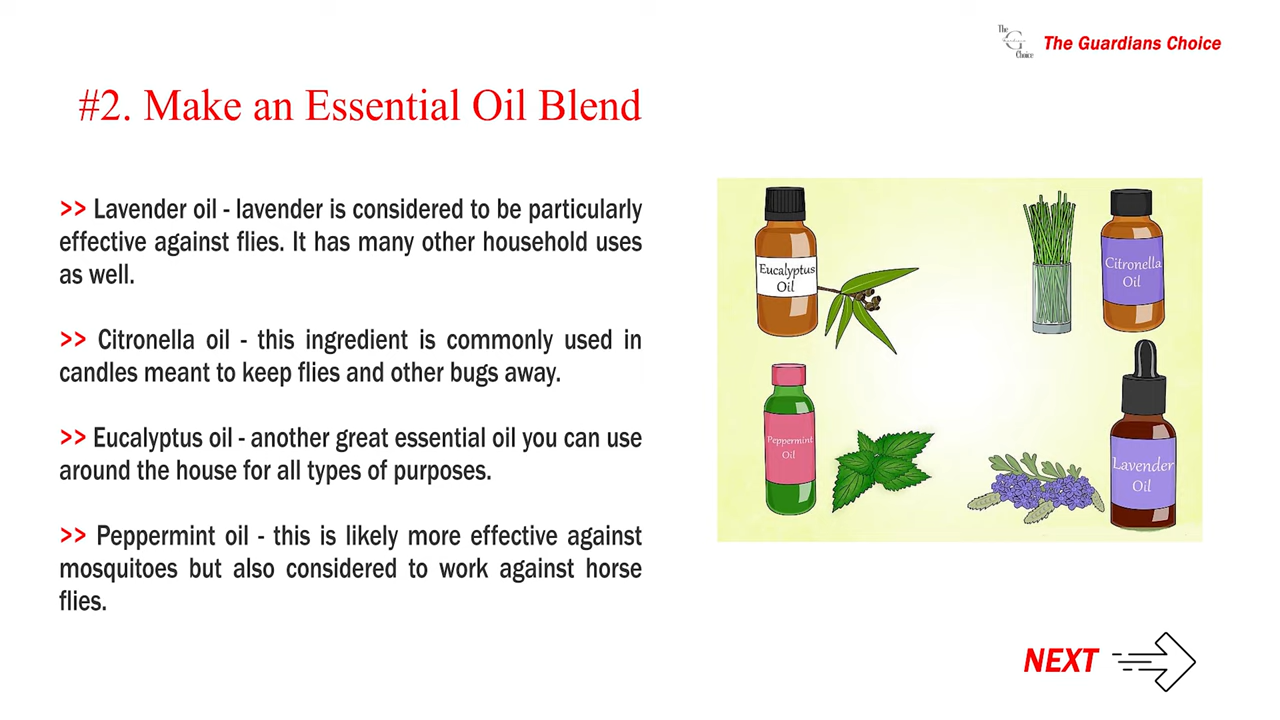 The
G
Guardians
Choice
The Guardians Choice
#2. Make an Essential Oil Blend
>> Lavender oil - lavender is considered to be particularly
effective against flies. It has many other household uses
as well.
>> Citronella oil - this ingredient is commonly used in
candles meant to keep flies and other bugs away.
>> Eucalyptus oil - another great essential oil you can use
around the house for all types of purposes.
>> Peppermint oil - this is likely more effective against
mosquitoes but also considered to work against horse
flies.
Eucalyptus
Oil
Citronella
Oil
Peppermint
Oil
Lavender
Oil
NEXT